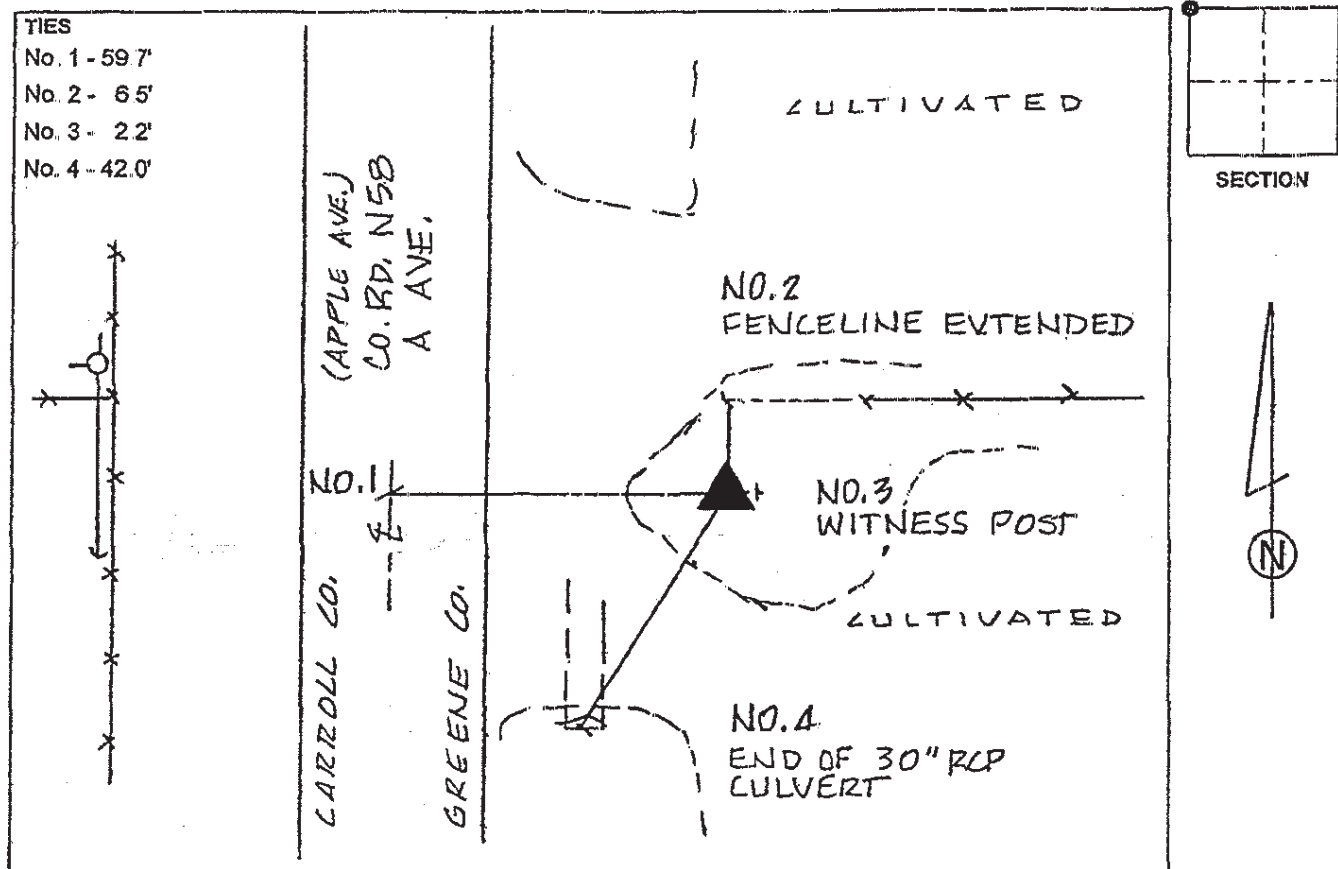 TIES
No. 1 - 59.7'
No. 2 - 6.5'
No. 3 - 2.2'
No. 4 - 42.0'
CULTIVATED
SECTION
(APPLE AVE.)
CO. RD. N58
A AVE.
NO.2
FENCELINE EXTENDED
NO.1
℄
NO.3
WITNESS POST
N
CULTIVATED
CARROLL CO.
GREENE CO.
NO.4
END OF 30" RCP
CULVERT